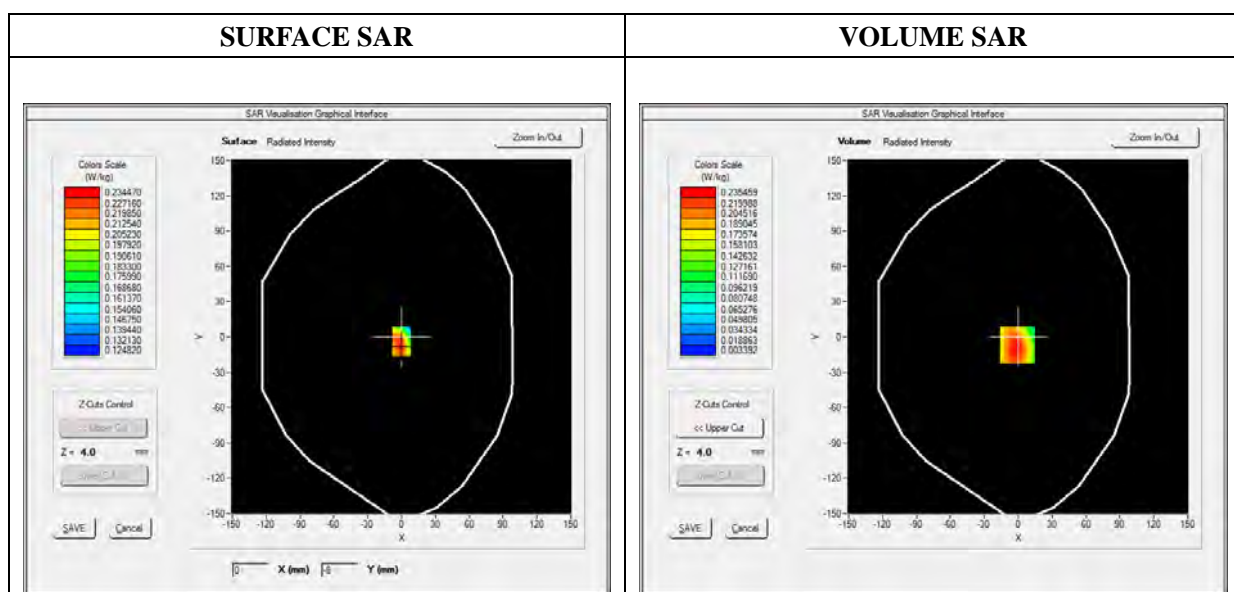 SURFACE SAR
VOLUME SAR
SAR Visualisation Graphical Interface
Surface Radiated Intensity
Zoom In/Out
Colors Scale
(W/kg)
0.234470
0.227160
0.219850
0.212540
0.205230
0.197920
0.190610
0.183300
0.175990
0.168680
0.161370
0.154060
0.146750
0.139440
0.132130
0.124820
Z-Cuts Control
<< Upper Cut
Z = 4.0 mm
SAVE
Cancel
150
120
90
60
30
0
-30
-60
-90
-120
-150
Y
-150 -120 -90 -60 -30 0 30 60 90 120 150
X
0 X (mm) Y (mm)
SAR Visualisation Graphical Interface
Volume Radiated Intensity
Zoom In/Out
Colors Scale
(W/kg)
0.235459
0.219988
0.204516
0.189045
0.173574
0.158103
0.142632
0.127161
0.111690
0.096219
0.080748
0.065276
0.049805
0.034334
0.018863
0.003392
Z-Cuts Control
<< Upper Cut
Z = 4.0 mm
SAVE
Cancel
150
120
90
60
30
0
-30
-60
-90
-120
-150
Y
-150 -120 -90 -60 -30 0 30 60 90 120 150
X